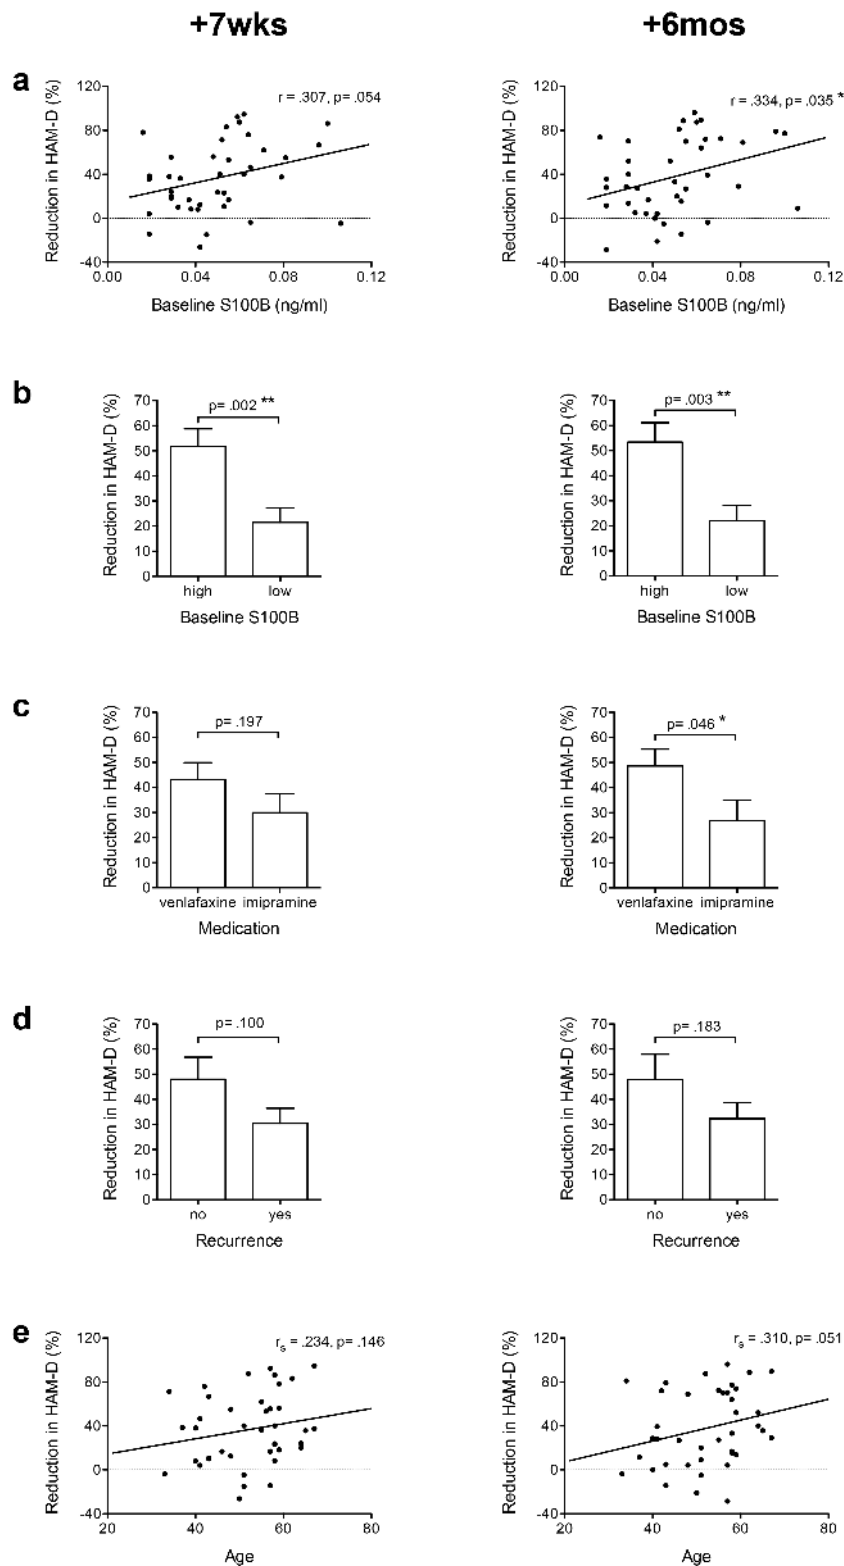 +7wks +6mos
a
Reduction in HAM-D (%)
120
80
40
0
-40
r = .307, p= .054
0.00 0.04 0.08 0.12
Baseline S100B (ng/ml)
Reduction in HAM-D (%)
120
80
40
0
-40
r = .334, p= .035 *
0.00 0.04 0.08 0.12
Baseline S100B (ng/ml)
b
Reduction in HAM-D (%)
70
60
50
40
30
20
10
0
p= .002 **
high low
Baseline S100B
Reduction in HAM-D (%)
70
60
50
40
30
20
10
0
p= .003 **
high low
Baseline S100B
c
Reduction in HAM-D (%)
70
60
50
40
30
20
10
0
p= .197
venlafaxine imipramine
Medication
Reduction in HAM-D (%)
70
60
50
40
30
20
10
0
p= .046 *
venlafaxine imipramine
Medication
d
Reduction in HAM-D (%)
70
60
50
40
30
20
10
0
p= .100
no yes
Recurrence
Reduction in HAM-D (%)
70
60
50
40
30
20
10
0
p= .183
no yes
Recurrence
e
Reduction in HAM-D (%)
120
80
40
0
-40
rs = .234, p= .146
20 40 60 80
Age
Reduction in HAM-D (%)
120
80
40
0
-40
rs = .310, p= .051
20 40 60 80
Age